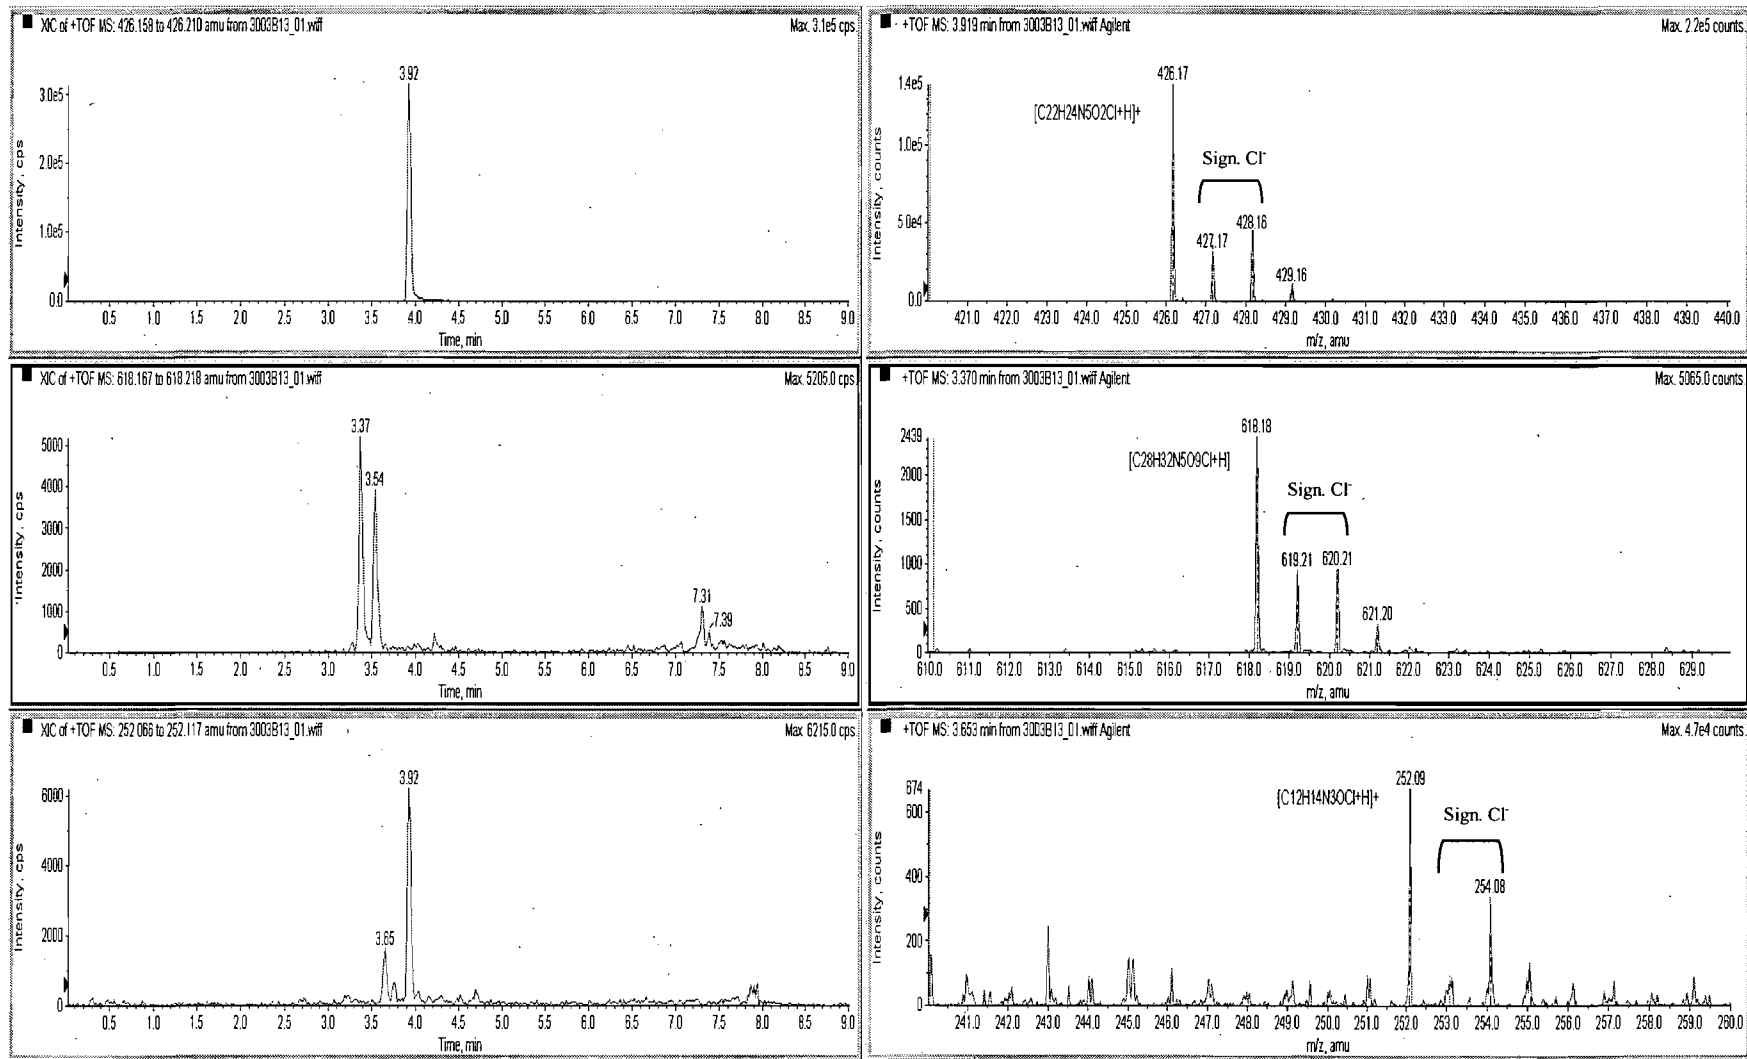 XIC of +TOF MS: 426.158 to 426.210 amu from 3003B13_01.wiff
Max. 3.1e5 cps.
3.92
3.0e5
2.0e5
1.0e5
0.0
Intensity, cps
0.5 1.0 1.5 2.0 2.5 3.0 3.5 4.0 4.5 5.0 5.5 6.0 6.5 7.0 7.5 8.0 8.5 9.0
Time, min
+TOF MS: 3.919 min from 3003B13_01.wiff Agilent
Max. 2.2e5 counts.
426.17
1.4e5
[C22H24N5O2Cl+H]+
1.0e5
Sign. Cl-
5.0e4
428.16
427.17
429.16
0.0
Intensity, counts
421.0 422.0 423.0 424.0 425.0 426.0 427.0 428.0 429.0 430.0 431.0 432.0 433.0 434.0 435.0 436.0 437.0 438.0 439.0 440.0
m/z, amu
XIC of +TOF MS: 618.167 to 618.218 amu from 3003B13_01.wiff
Max. 5205.0 cps.
3.37
5000
3.54
4000
3000
2000
7.31
1000
7.39
0
Intensity, cps
0.5 1.0 1.5 2.0 2.5 3.0 3.5 4.0 4.5 5.0 5.5 6.0 6.5 7.0 7.5 8.0 8.5 9.0
Time, min
+TOF MS: 3.370 min from 3003B13_01.wiff Agilent
Max. 5065.0 counts.
618.18
2439
[C28H32N5O9Cl+H]
2000
Sign. Cl-
1500
1000
619.21
620.21
500
621.20
0
Intensity, counts
610.0 611.0 612.0 613.0 614.0 615.0 616.0 617.0 618.0 619.0 620.0 621.0 622.0 623.0 624.0 625.0 626.0 627.0 628.0 629.0
m/z, amu
XIC of +TOF MS: 252.066 to 252.117 amu from 3003B13_01.wiff
Max. 6215.0 cps.
3.92
6000
4000
2000
3.65
0
Intensity, cps
0.5 1.0 1.5 2.0 2.5 3.0 3.5 4.0 4.5 5.0 5.5 6.0 6.5 7.0 7.5 8.0 8.5 9.0
Time, min
+TOF MS: 3.653 min from 3003B13_01.wiff Agilent
Max. 4.7e4 counts.
252.09
674
[C12H14N3OCl+H]+
600
Sign. Cl-
400
254.08
200
0
Intensity, counts
241.0 242.0 243.0 244.0 245.0 246.0 247.0 248.0 249.0 250.0 251.0 252.0 253.0 254.0 255.0 256.0 257.0 258.0 259.0 260.0
m/z, amu